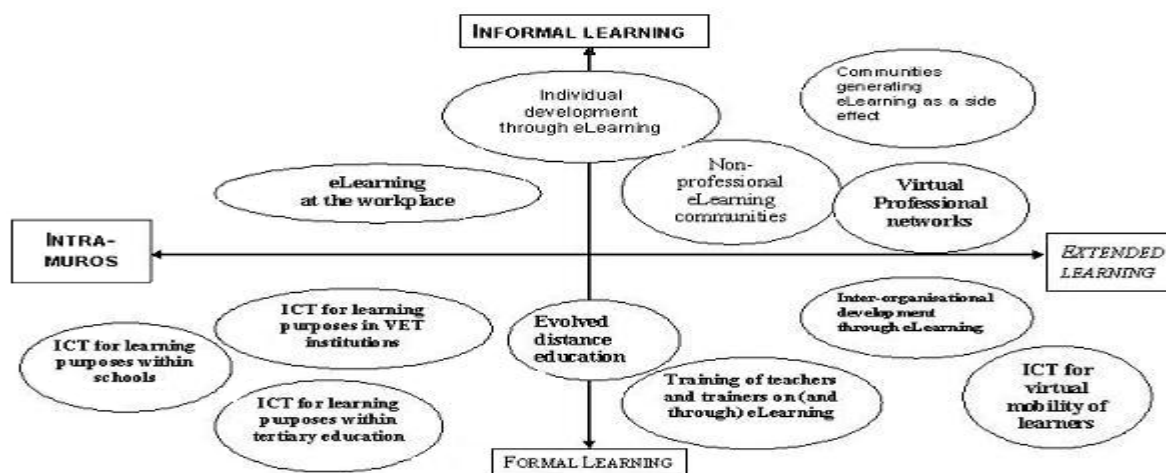 INFORMAL LEARNING
Individual
development
through eLearning
Communities
generating
eLearning as a side
effect
eLearning
at the workplace
Non-
professional
eLearning
communities
Virtual
Professional
networks
INTRA-
MUROS
EXTENDED
LEARNING
ICT for learning
purposes in VET
institutions
ICT for learning
purposes within
schools
ICT for learning
purposes within
tertiary education
Evolved
distance
education
Inter-organisational
development
through eLearning
Training of teachers
and trainers on (and
through) eLearning
ICT for
virtual
mobility of
learners
FORMAL LEARNING